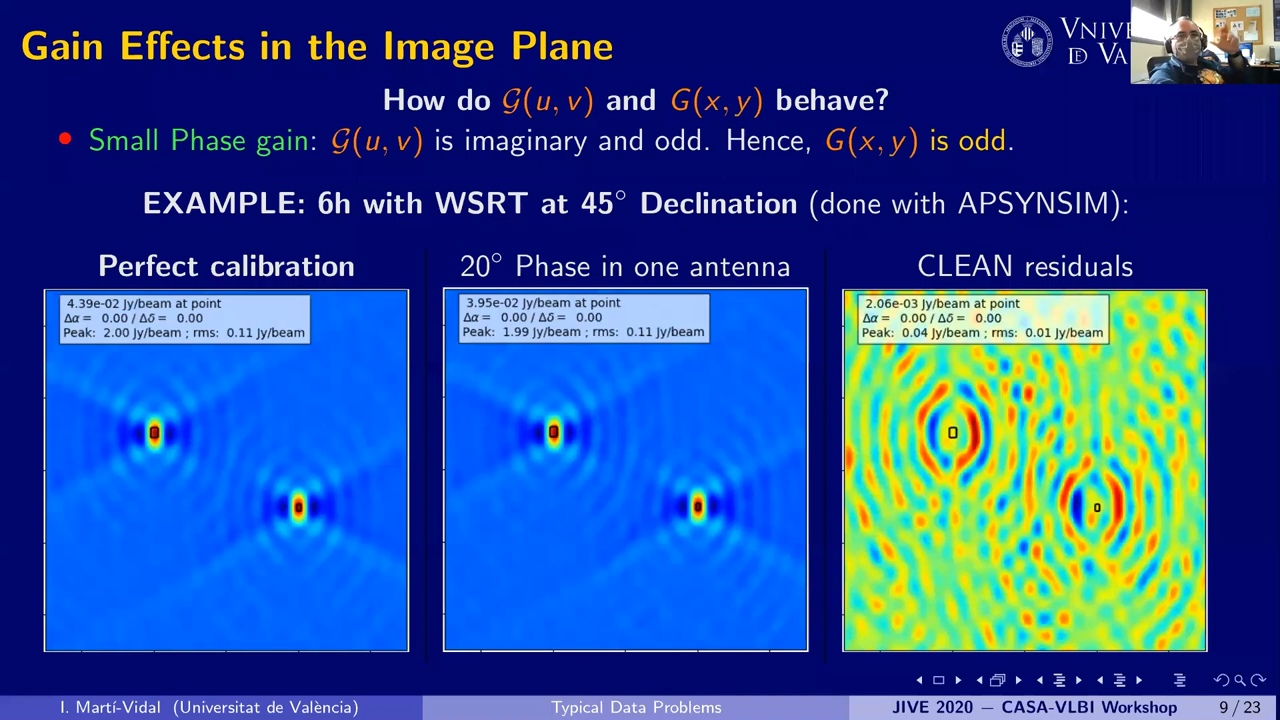 Gain Effects in the Image Plane
VNIVER
DE VA
How do 𝒢(u, v) and G(x, y) behave?
• Small Phase gain: 𝒢(u, v) is imaginary and odd. Hence, G(x, y) is odd.
EXAMPLE: 6h with WSRT at 45° Declination (done with APSYNSIM):
Perfect calibration
20° Phase in one antenna
CLEAN residuals
4.39e-02 Jy/beam at point
Δα = 0.00 / Δδ = 0.00
Peak: 2.00 Jy/beam ; rms: 0.11 Jy/beam
3.95e-02 Jy/beam at point
Δα = 0.00 / Δδ = 0.00
Peak: 1.99 Jy/beam ; rms: 0.11 Jy/beam
2.06e-03 Jy/beam at point
Δα = 0.00 / Δδ = 0.00
Peak: 0.04 Jy/beam ; rms: 0.01 Jy/beam
I. Martí-Vidal (Universitat de València)
Typical Data Problems
JIVE 2020 — CASA-VLBI Workshop
9 / 23